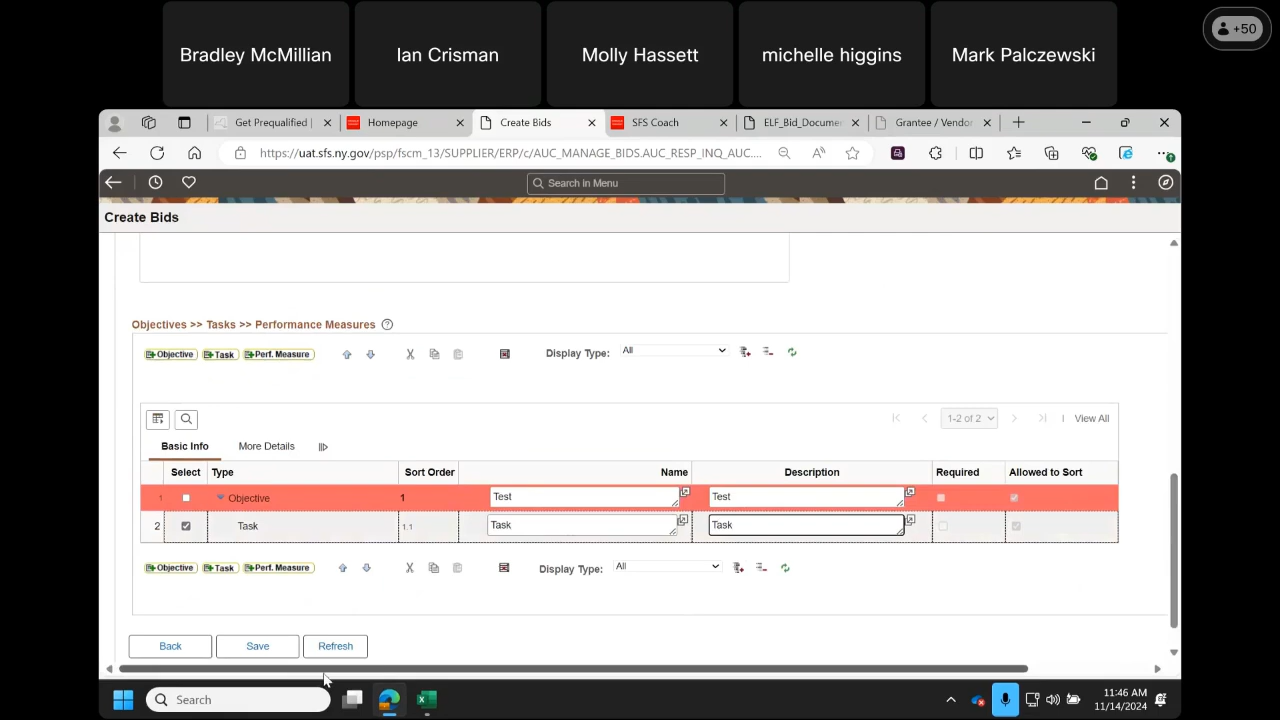 Bradley McMillian
Ian Crisman
Molly Hassett
michelle higgins
Mark Palczewski
+50
Get Prequalified |
Homepage
Create Bids
SFS Coach
ELF_Bid_Docume
Grantee / Vendor
https://uat.sfs.ny.gov/psp/fscm_13/SUPPLIER/ERP/c/AUC_MANAGE_BIDS.AUC_RESP_INQ_AUC....
Search in Menu
Create Bids
Objectives >> Tasks >> Performance Measures
Objective Task Perf. Measure Display Type: All
1-2 of 2 View All
Basic Info More Details
Select Type Sort Order Name Description Required Allowed to Sort
1 Objective 1 Test Test
2 Task 1.1 Task Task
Objective Task Perf. Measure Display Type: All
Back Save Refresh
Search
11:46 AM
11/14/2024